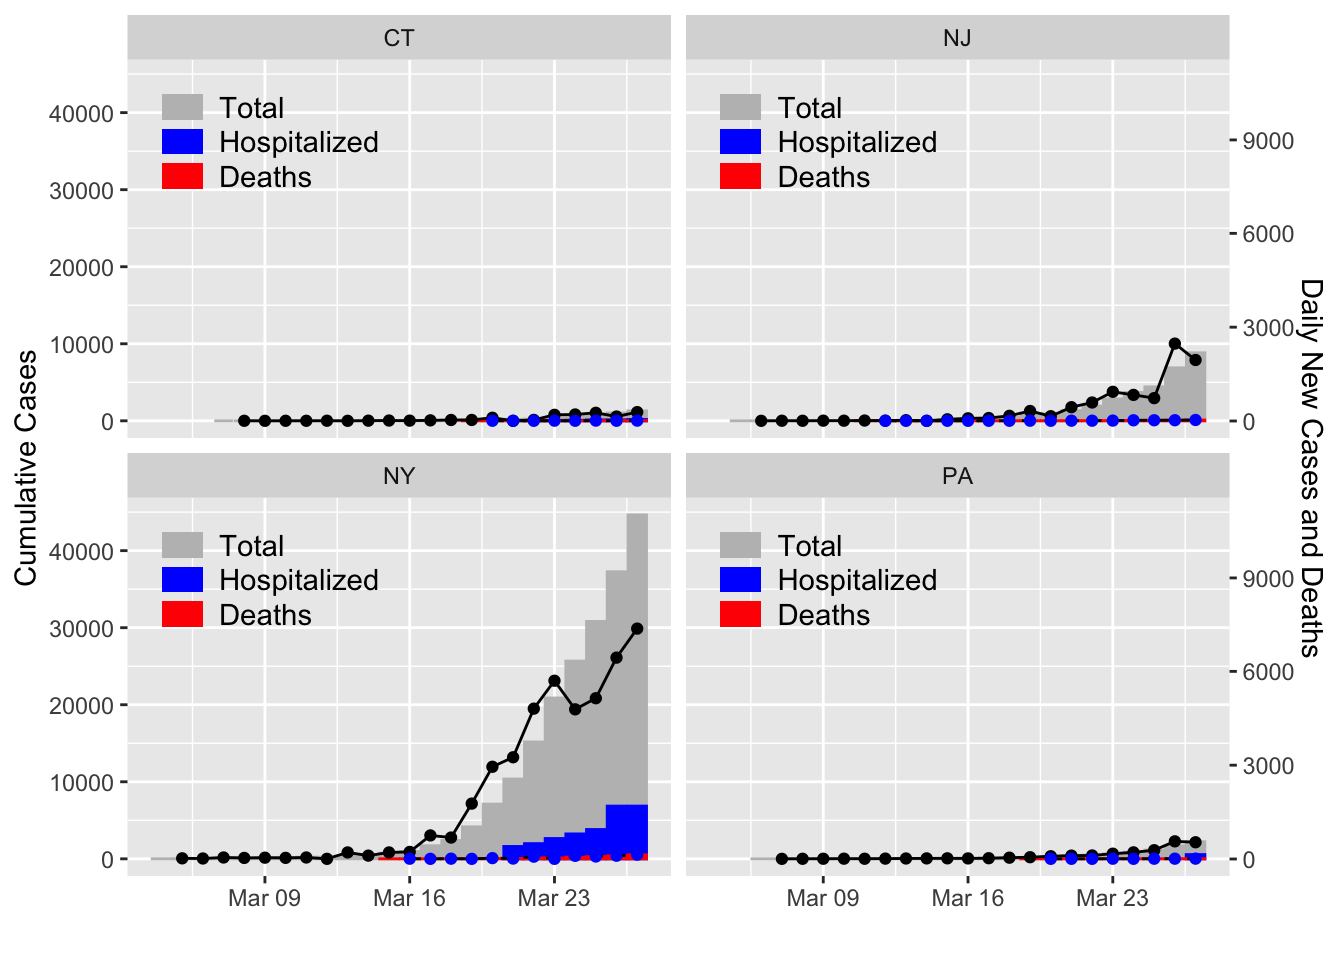 CT
NJ
Total
Hospitalized
Deaths
Total
Hospitalized
Deaths
40000
30000
20000
10000
0
9000
6000
3000
0
NY
PA
Total
Hospitalized
Deaths
Total
Hospitalized
Deaths
40000
30000
20000
10000
0
9000
6000
3000
0
Mar 09
Mar 16
Mar 23
Mar 09
Mar 16
Mar 23
Cumulative Cases
Daily New Cases and Deaths